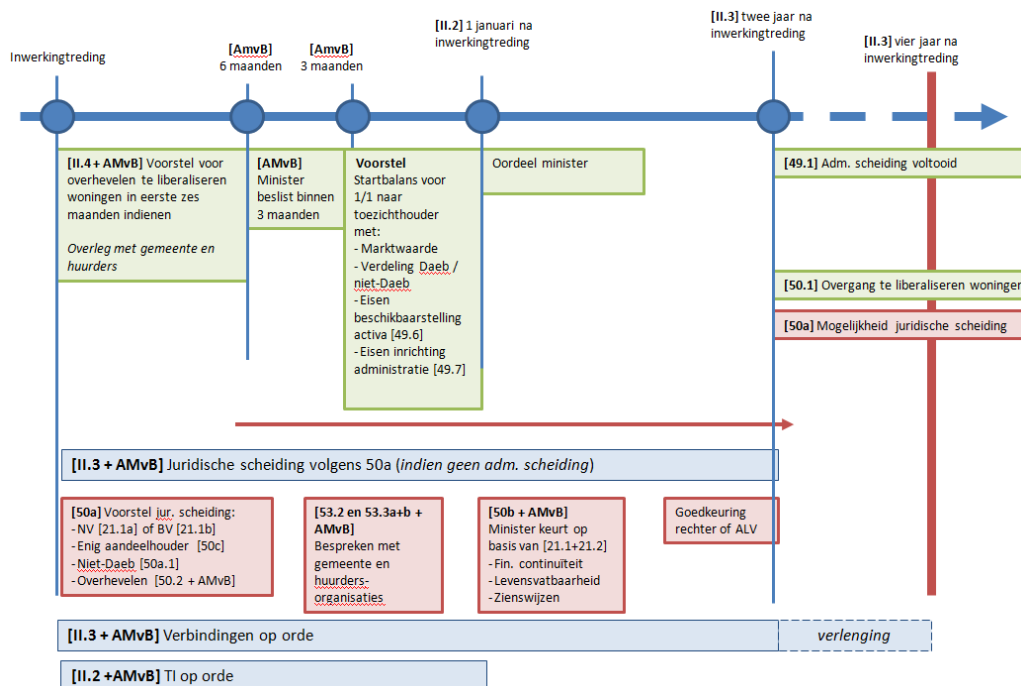 Inwerkingtreding
[AmvB]
6 maanden
[AmvB]
3 maanden
[II.2] 1 januari na
inwerkingtreding
[II.3] twee jaar na
inwerkingtreding
[II.3] vier jaar na
inwerkingtreding
[II.4 + AMvB] Voorstel voor
overhevelen te liberaliseren
woningen in eerste zes
maanden indienen
Overleg met gemeente en
huurders
[AMvB]
Minister
beslist binnen
3 maanden
Voorstel
Startbalans voor
1/1 naar
toezichthouder
met:
- Marktwaarde
- Verdeling Daeb /
niet-Daeb
- Eisen
beschikbaarstelling
activa [49.6]
- Eisen inrichting
administratie [49.7]
Oordeel minister
[49.1] Adm. scheiding voltooid
[50.1] Overgang te liberaliseren woningen
[50a] Mogelijkheid juridische scheiding
[II.3 + AMvB] Juridische scheiding volgens 50a (indien geen adm. scheiding)
[50a] Voorstel jur. scheiding:
- NV [21.1a] of BV [21.1b]
- Enig aandeelhouder [50c]
- Niet-Daeb [50a.1]
- Overhevelen [50.2 + AMvB]
[53.2 en 53.3a+b +
AMvB]
Bespreken met
gemeente en
huurders-
organisaties
[50b + AMvB]
Minister keurt op
basis van [21.1+21.2]
- Fin. continuïteit
- Levensvatbaarheid
- Zienswijzen
Goedkeuring
rechter of ALV
[II.3 + AMvB] Verbindingen op orde
verlenging
[II.2 +AMvB] TI op orde